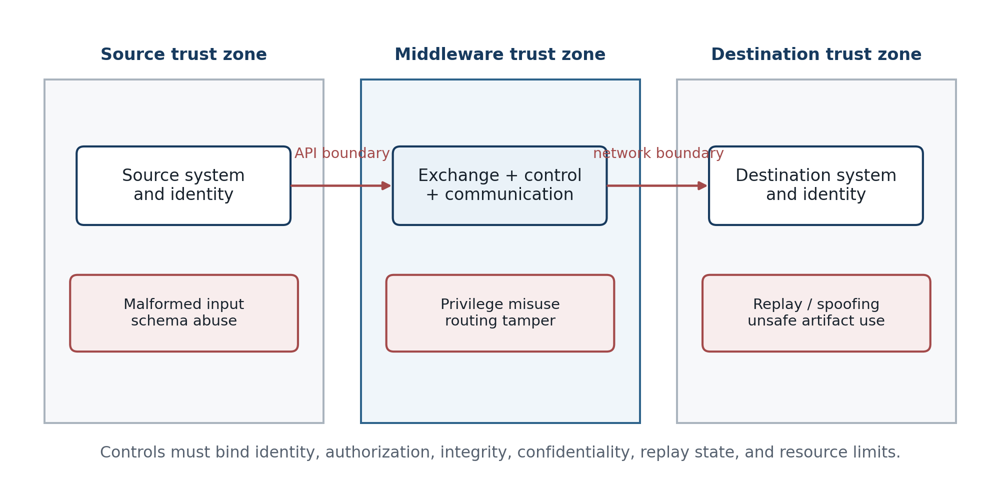 Source trust zone
Middleware trust zone
Destination trust zone
API boundary
network boundary
Source system
and identity
Exchange + control
+ communication
Destination system
and identity
Malformed input
schema abuse
Privilege misuse
routing tamper
Replay / spoofing
unsafe artifact use
Controls must bind identity, authorization, integrity, confidentiality, replay state, and resource limits.